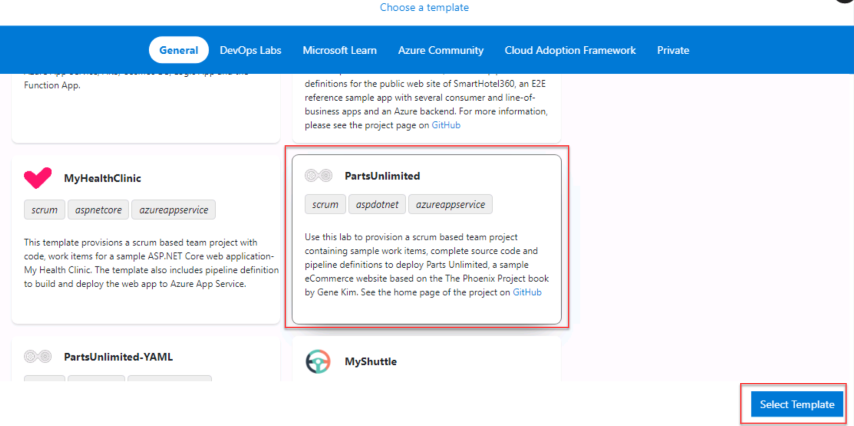 Choose a template
General DevOps Labs Microsoft Learn Azure Community Cloud Adoption Framework Private
Function App.
definitions for the public web site of SmartHotel360, an E2E
reference sample app with several consumer and line-of-
business apps and an Azure backend. For more information,
please see the project page on GitHub
MyHealthClinic
scrum aspnetcore azureappservice
This template provisions a scrum based team project with
code, work items for a sample ASP.NET Core web application-
My Health Clinic. The template also includes pipeline definition
to build and deploy the web app to Azure App Service.
PartsUnlimited
scrum aspdotnet azureappservice
Use this lab to provision a scrum based team project
containing sample work items, complete source code and
pipeline definitions to deploy Parts Unlimited, a sample
eCommerce website based on the The Phoenix Project book
by Gene Kim. See the home page of the project on GitHub
PartsUnlimited-YAML
MyShuttle
Select Template